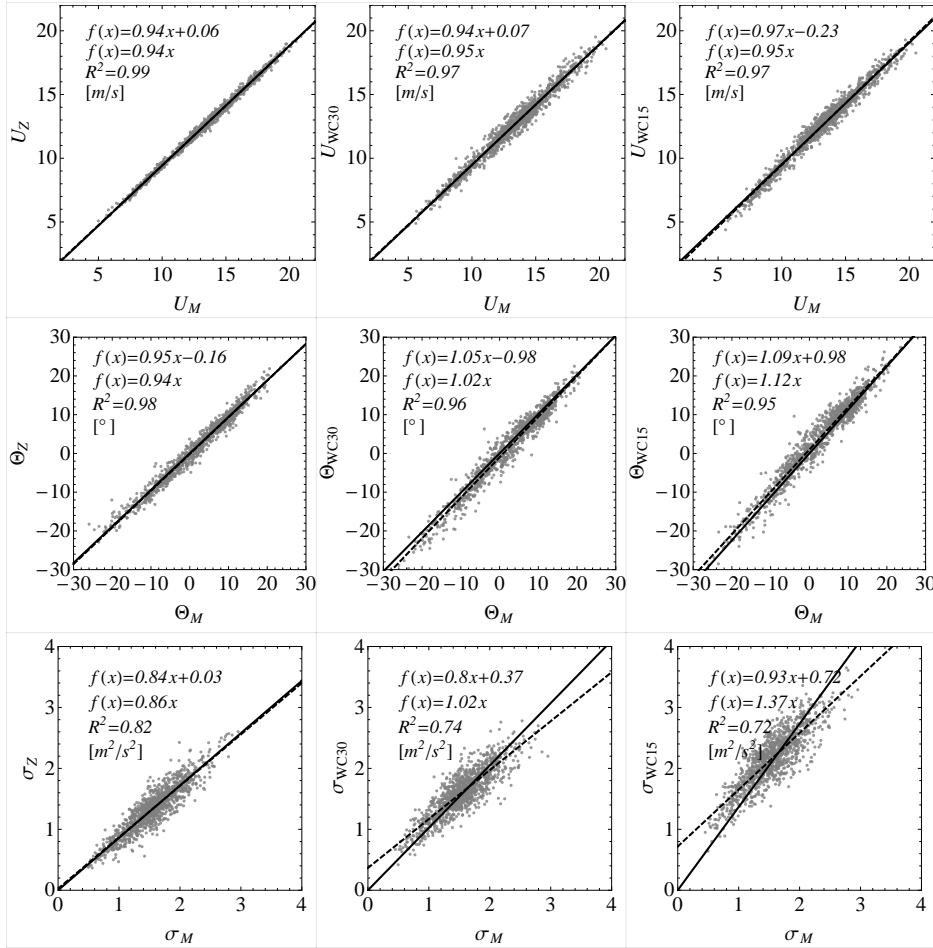 f(x)=0.94x+0.06
f(x)=0.94x
R²=0.99
[m/s]
U_Z
20
15
10
5
5 10 15 20
U_M
f(x)=0.94x+0.07
f(x)=0.95x
R²=0.97
[m/s]
U_WC30
20
15
10
5
5 10 15 20
U_M
f(x)=0.97x−0.23
f(x)=0.95x
R²=0.97
[m/s]
U_WC15
20
15
10
5
5 10 15 20
U_M
f(x)=0.95x−0.16
f(x)=0.94x
R²=0.98
[°]
Θ_Z
30
20
10
0
−10
−20
−30
−30 −20 −10 0 10 20 30
Θ_M
f(x)=1.05x−0.98
f(x)=1.02x
R²=0.96
[°]
Θ_WC30
30
20
10
0
−10
−20
−30
−30 −20 −10 0 10 20 30
Θ_M
f(x)=1.09x+0.98
f(x)=1.12x
R²=0.95
[°]
Θ_WC15
30
20
10
0
−10
−20
−30
−30 −20 −10 0 10 20 30
Θ_M
f(x)=0.84x+0.03
f(x)=0.86x
R²=0.82
[m²/s²]
σ_Z
4
3
2
1
0
0 1 2 3 4
σ_M
f(x)=0.8x+0.37
f(x)=1.02x
R²=0.74
[m²/s²]
σ_WC30
4
3
2
1
0
0 1 2 3 4
σ_M
f(x)=0.93x+0.72
f(x)=1.37x
R²=0.72
[m²/s²]
σ_WC15
4
3
2
1
0
0 1 2 3 4
σ_M